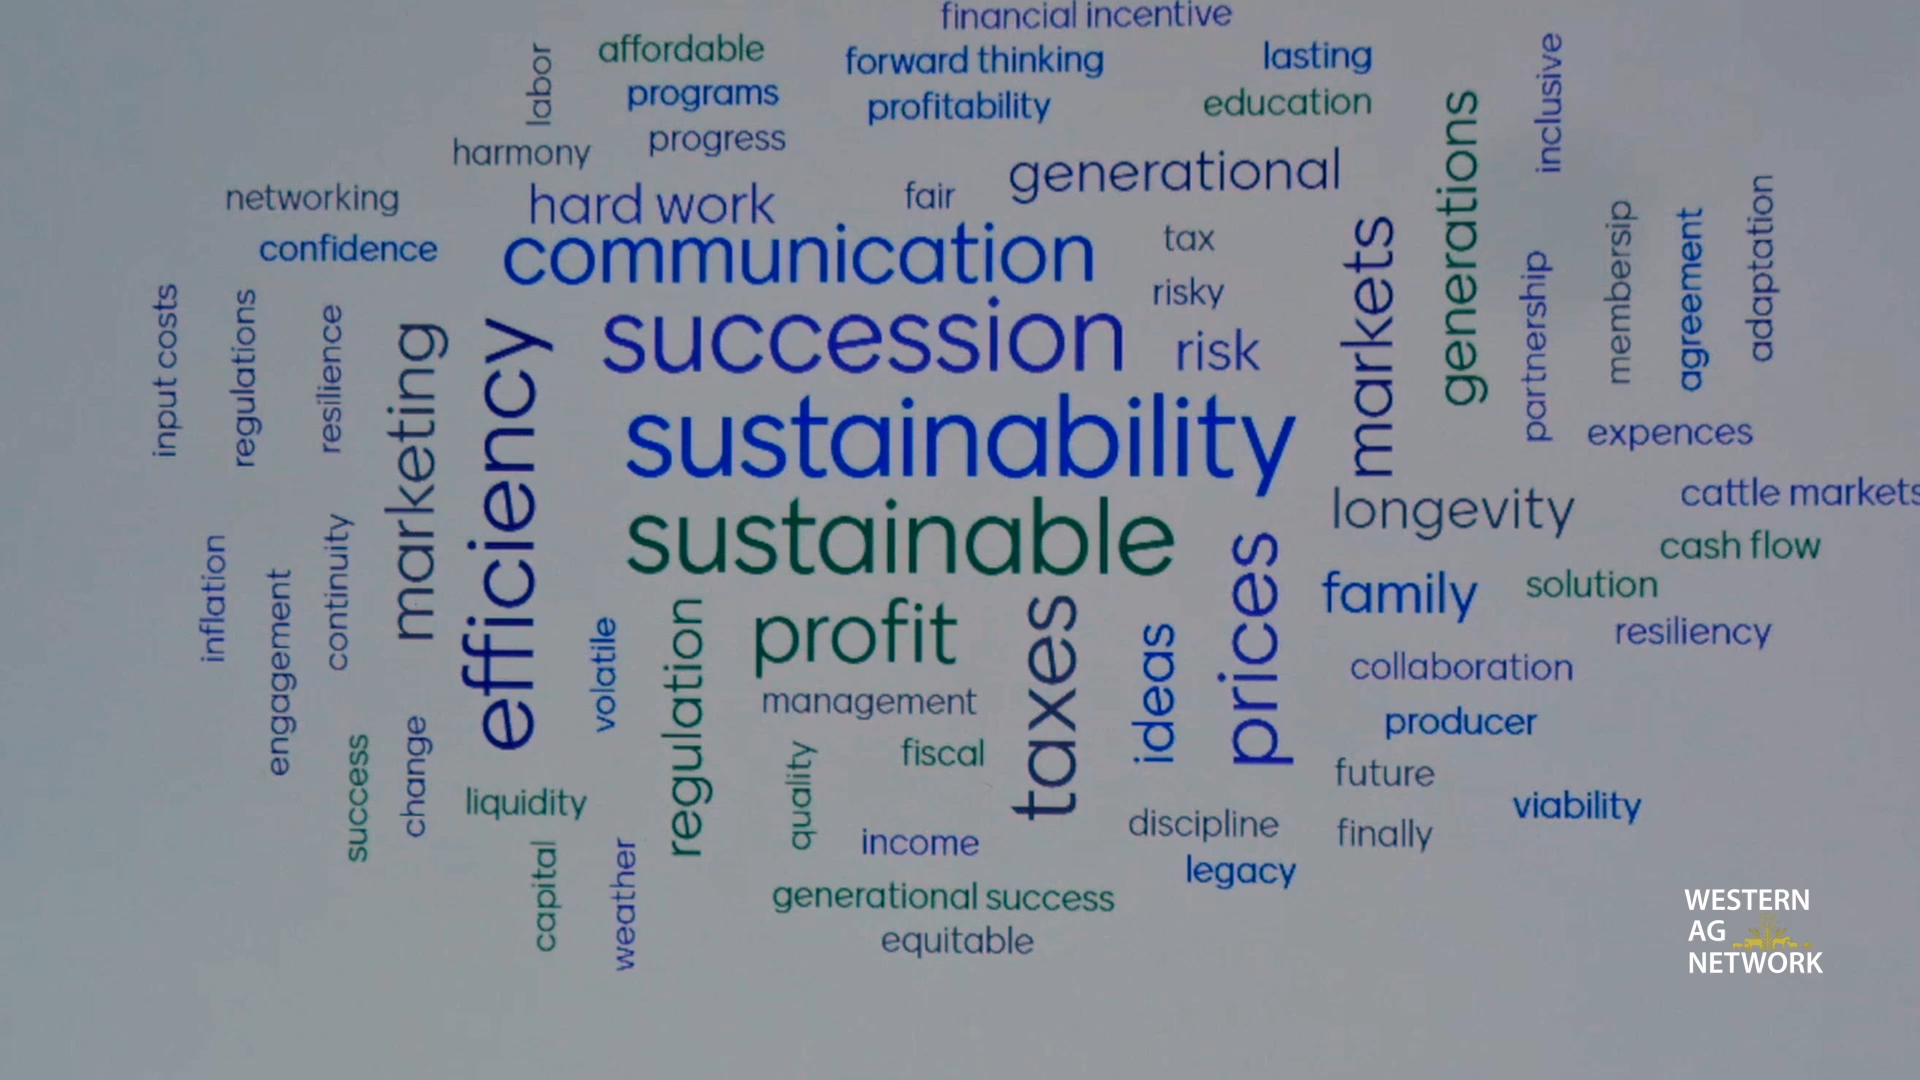 financial incentive
labor
affordable
forward thinking
lasting
inclusive
programs
profitability
education
generations
harmony
progress
generational
networking
hard work
fair
confidence
communication
tax
markets
membersip
agreement
adaptation
input costs
regulations
resilience
marketing
efficiency
succession
risky
risk
partnership
sustainability
expences
longevity
cattle markets
sustainable
cash flow
inflation
engagement
continuity
volatile
regulation
profit
taxes
ideas
prices
family
solution
resiliency
collaboration
management
producer
success
change
liquidity
quality
fiscal
future
viability
discipline
finally
capital
weather
income
legacy
generational success
equitable
WESTERN
AG
NETWORK